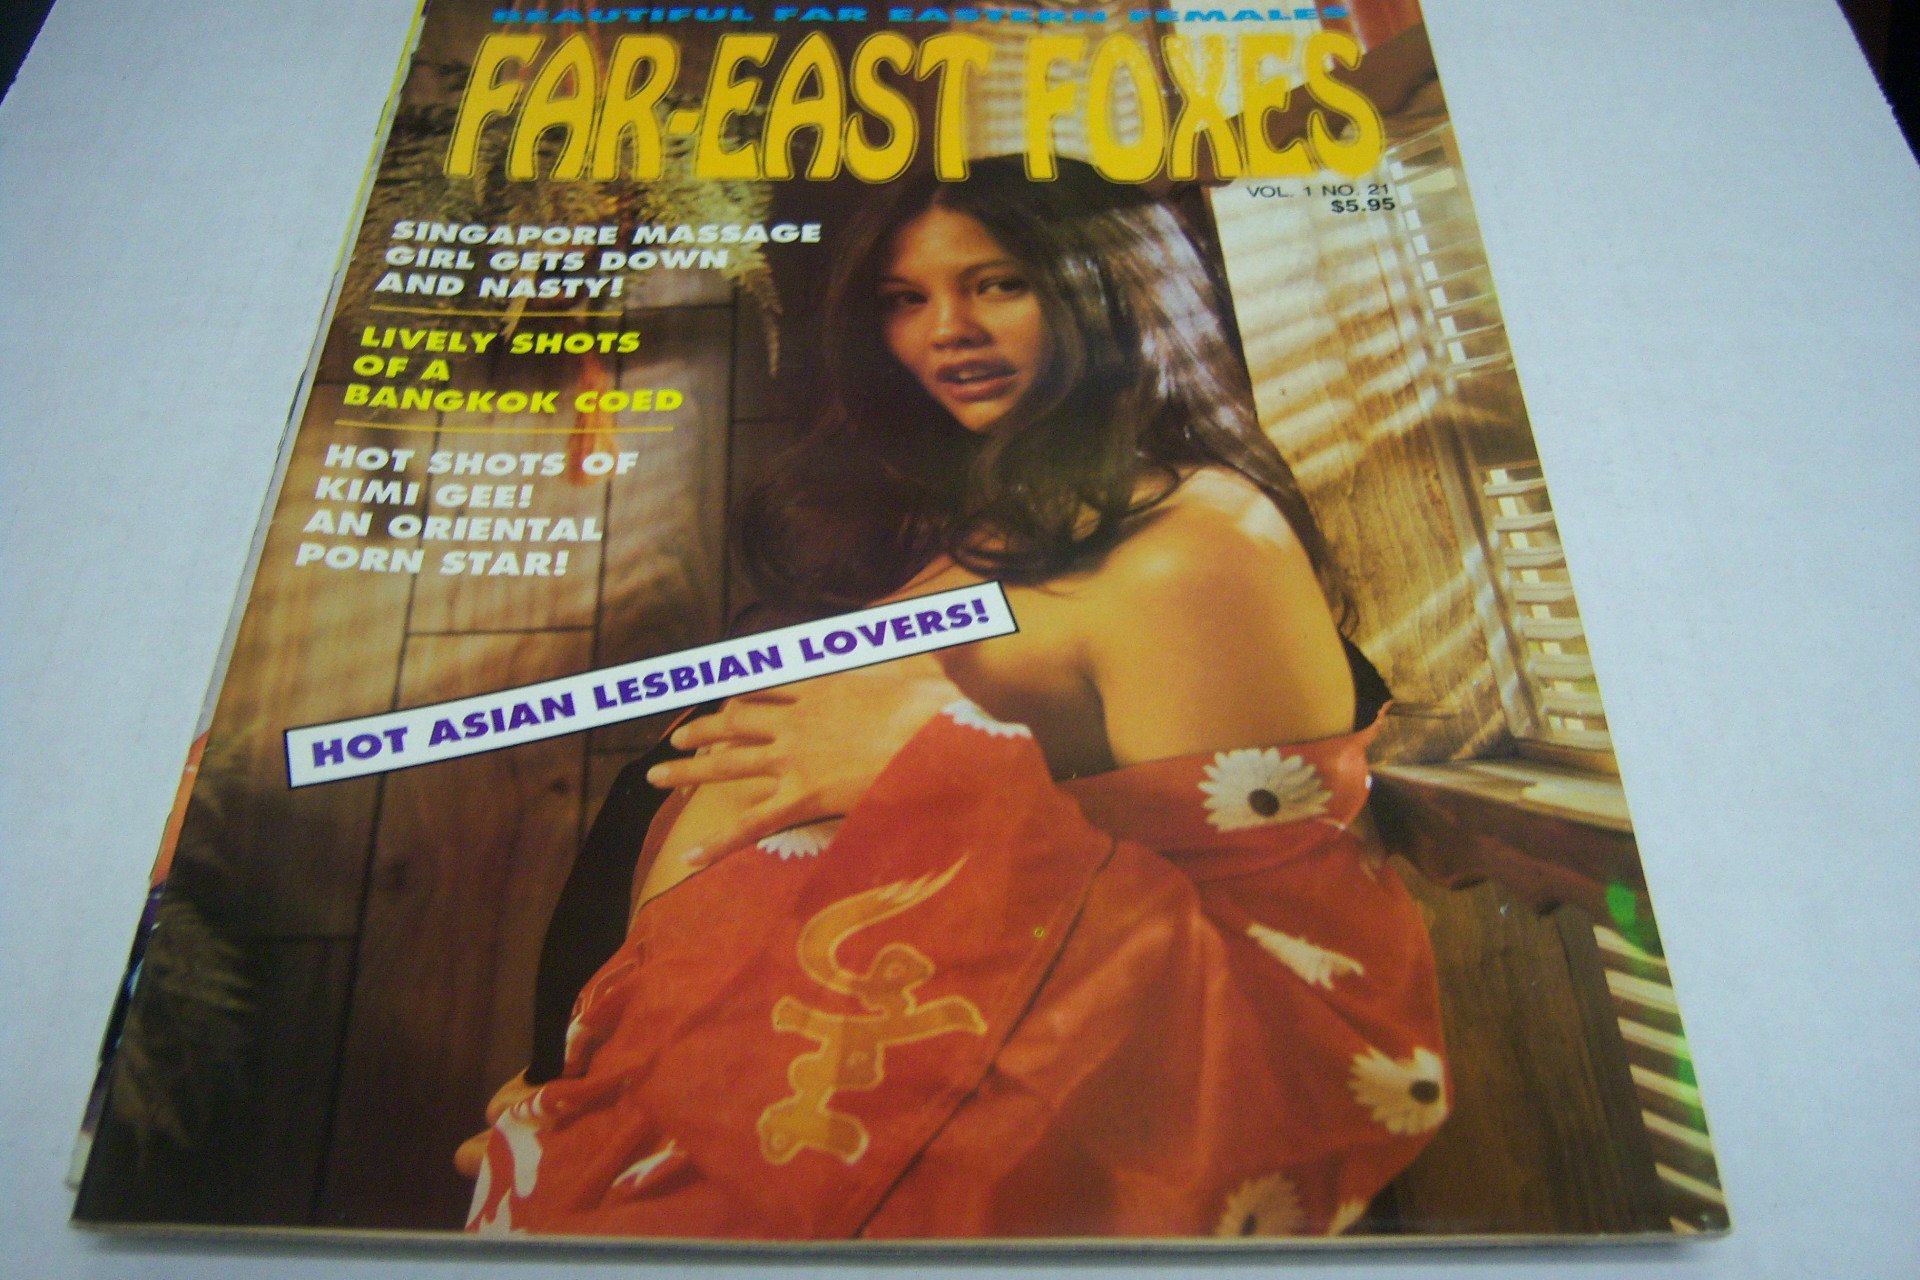 BEAUTIFUL FAR EASTERN FEMALES
FAR-EAST FOXES
VOL. 1 NO. 21
$5.95
SINGAPORE MASSAGE
GIRL GETS DOWN
AND NASTY!
LIVELY SHOTS
OF A
BANGKOK COED
HOT SHOTS OF
KIMI GEE!
AN ORIENTAL
PORN STAR!
HOT ASIAN LESBIAN LOVERS!